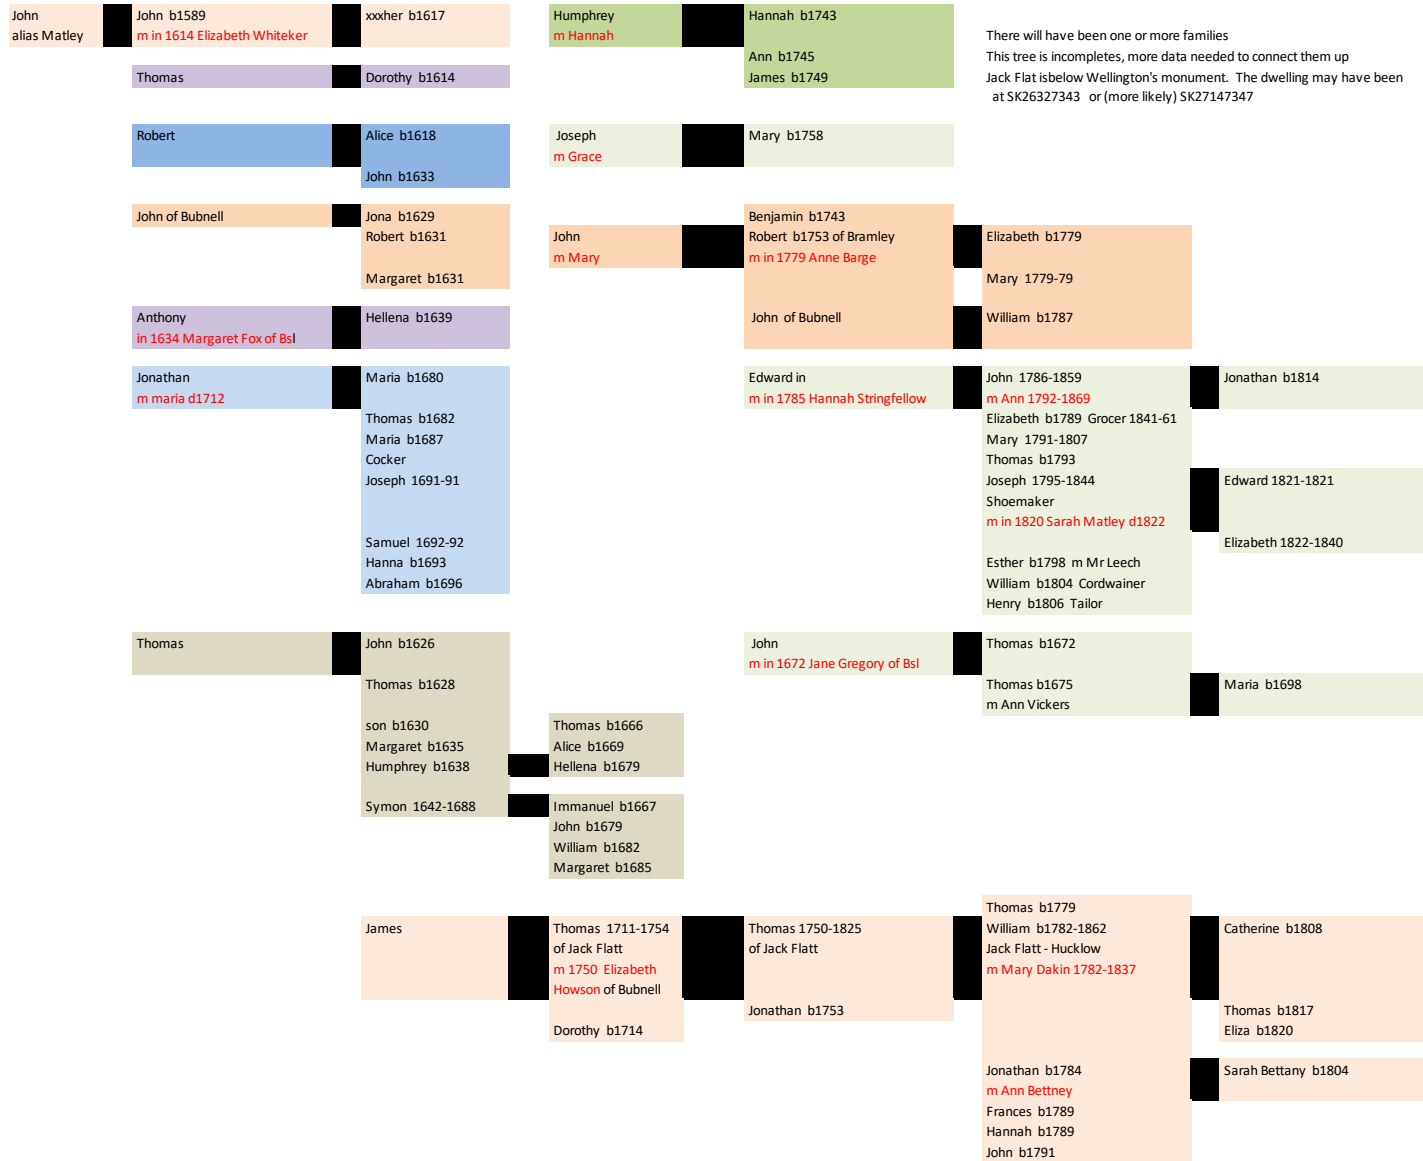 John
alias Matley
John b1589
m in 1614 Elizabeth Whiteker
xxxher b1617
Thomas
Dorothy b1614
Robert
Alice b1618
John b1633
John of Bubnell
Jona b1629
Robert b1631
Margaret b1631
Anthony
in 1634 Margaret Fox of Bsl
Hellena b1639
Jonathan
m maria d1712
Maria b1680
Thomas b1682
Maria b1687
Cocker
Joseph 1691-91
Samuel 1692-92
Hanna b1693
Abraham b1696
Thomas
John b1626
Thomas b1628
son b1630
Margaret b1635
Humphrey b1638
Symon 1642-1688
Thomas b1666
Alice b1669
Hellena b1679
Immanuel b1667
John b1679
William b1682
Margaret b1685
Humphrey
m Hannah
Hannah b1743
Ann b1745
James b1749
There will have been one or more families
This tree is incompletes, more data needed to connect them up
Jack Flat isbelow Wellington's monument. The dwelling may have been
at SK26327343 or (more likely) SK27147347
Joseph
m Grace
Mary b1758
John
m Mary
Benjamin b1743
Robert b1753 of Bramley
m in 1779 Anne Barge
John of Bubnell
Elizabeth b1779
Mary 1779-79
William b1787
Edward in
m in 1785 Hannah Stringfellow
John 1786-1859
m Ann 1792-1869
Elizabeth b1789 Grocer 1841-61
Mary 1791-1807
Thomas b1793
Joseph 1795-1844
Shoemaker
m in 1820 Sarah Matley d1822
Esther b1798 m Mr Leech
William b1804 Cordwainer
Henry b1806 Tailor
Jonathan b1814
Edward 1821-1821
Elizabeth 1822-1840
John
m in 1672 Jane Gregory of Bsl
Thomas b1672
Thomas b1675
m Ann Vickers
Maria b1698
James
Thomas 1711-1754
of Jack Flatt
m 1750 Elizabeth
Howson of Bubnell
Dorothy b1714
Thomas 1750-1825
of Jack Flatt
Jonathan b1753
Thomas b1779
William b1782-1862
Jack Flatt - Hucklow
m Mary Dakin 1782-1837
Jonathan b1784
m Ann Bettney
Frances b1789
Hannah b1789
John b1791
Catherine b1808
Thomas b1817
Eliza b1820
Sarah Bettany b1804